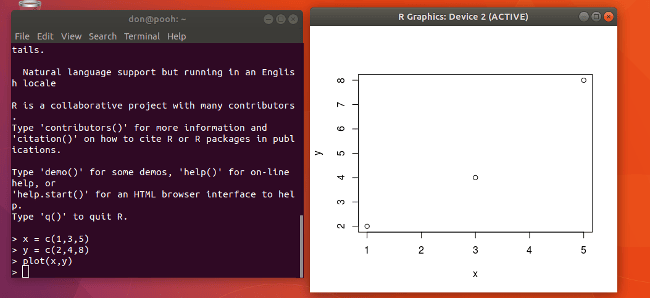 don@pooh: ~
File Edit View Search Terminal Help
tails.
Natural language support but running in an Englis
h locale
R is a collaborative project with many contributors
.
Type 'contributors()' for more information and
'citation()' on how to cite R or R packages in publ
ications.
Type 'demo()' for some demos, 'help()' for on-line
help, or
'help.start()' for an HTML browser interface to hel
p.
Type 'q()' to quit R.
> x = c(1,3,5)
> y = c(2,4,8)
> plot(x,y)
>
R Graphics: Device 2 (ACTIVE)
8
7
6
5
4
3
2
y
1 2 3 4 5
x